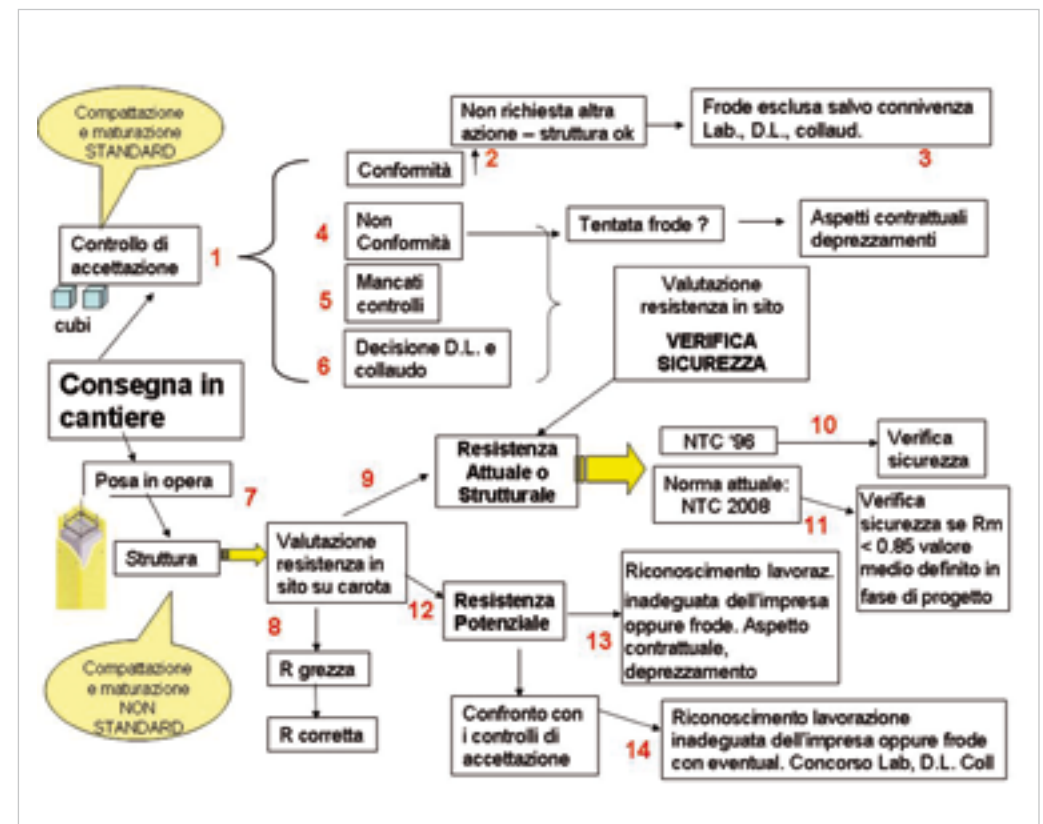 Compattazione
e maturazione
STANDARD
Controllo di
accettazione
1
cubi
Consegna in
cantiere
Conformità
2
Non richiesta altra
azione – struttura ok
Frode esclusa salvo connivenza
Lab., D.L., collaud.
3
4
Non
Conformità
Tentata frode ?
Aspetti contrattuali
deprezzamenti
5
Mancati
controlli
6
Decisione D.L. e
collaudo
Valutazione
resistenza in sito
VERIFICA
SICUREZZA
Posa in opera
7
Struttura
Compattazione
e maturazione
NON
STANDARD
Valutazione
resistenza in
sito su carota
8
R grezza
R corretta
9
Resistenza
Attuale o
Strutturale
NTC '96
10
Verifica
sicurezza
Norma attuale:
NTC 2008
11
Verifica
sicurezza se Rm
< 0.85 valore
medio definito in
fase di progetto
12
Resistenza
Potenziale
13
Riconoscimento lavoraz.
inadeguata dell'impresa
oppure frode. Aspetto
contrattuale,
deprezzamento
Confronto con
i controlli di
accettazione
14
Riconoscimento lavorazione
inadeguata dell'impresa oppure frode
con eventual. Concorso Lab, D.L. Coll